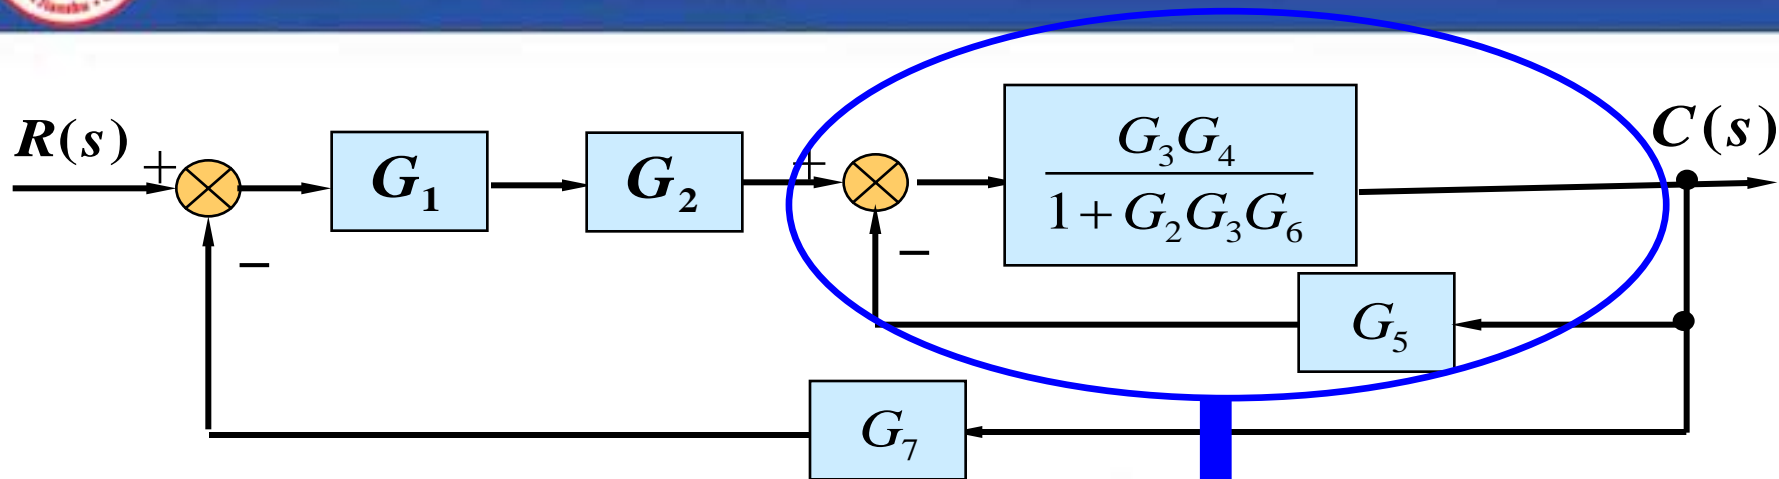 R(s) + G₁ G₂ + G₃G₄ / 1 + G₂G₃G₆ C(s)
− − G₅
G₇